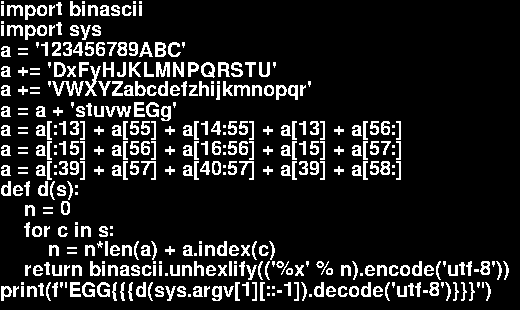 import binascii
import sys
a = '123456789ABC'
a += 'DxFyHJKLMNPQRSTU'
a += 'VWXYZabcdefzhijkmnopqr'
a = a + 'stuvwEGg'
a = a[:13] + a[55] + a[14:55] + a[13] + a[56:]
a = a[:15] + a[56] + a[16:56] + a[15] + a[57:]
a = a[:39] + a[57] + a[40:57] + a[39] + a[58:]
def d(s):
    n = 0
    for c in s:
        n = n*len(a) + a.index(c)
    return binascii.unhexlify(('%x' % n).encode('utf-8'))
print(f"EGG{{{d(sys.argv[1][::-1]).decode('utf-8')}}}")